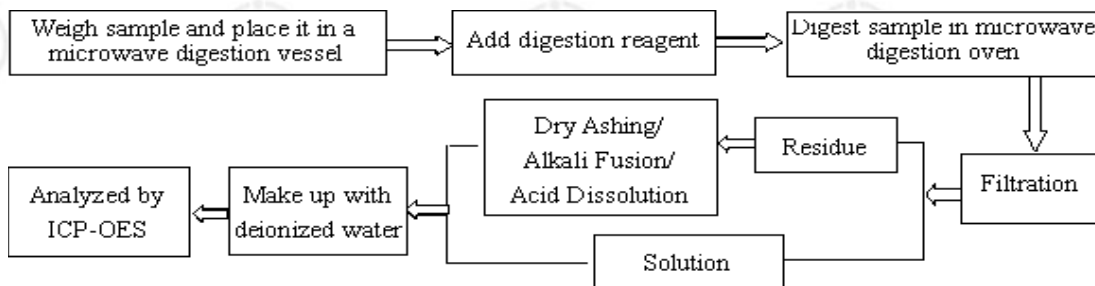 Weigh sample and place it in a
microwave digestion vessel
Add digestion reagent
Digest sample in microwave
digestion oven
Filtration
Residue
Dry Ashing/
Alkali Fusion/
Acid Dissolution
Solution
Make up with
deionized water
Analyzed by
ICP-OES